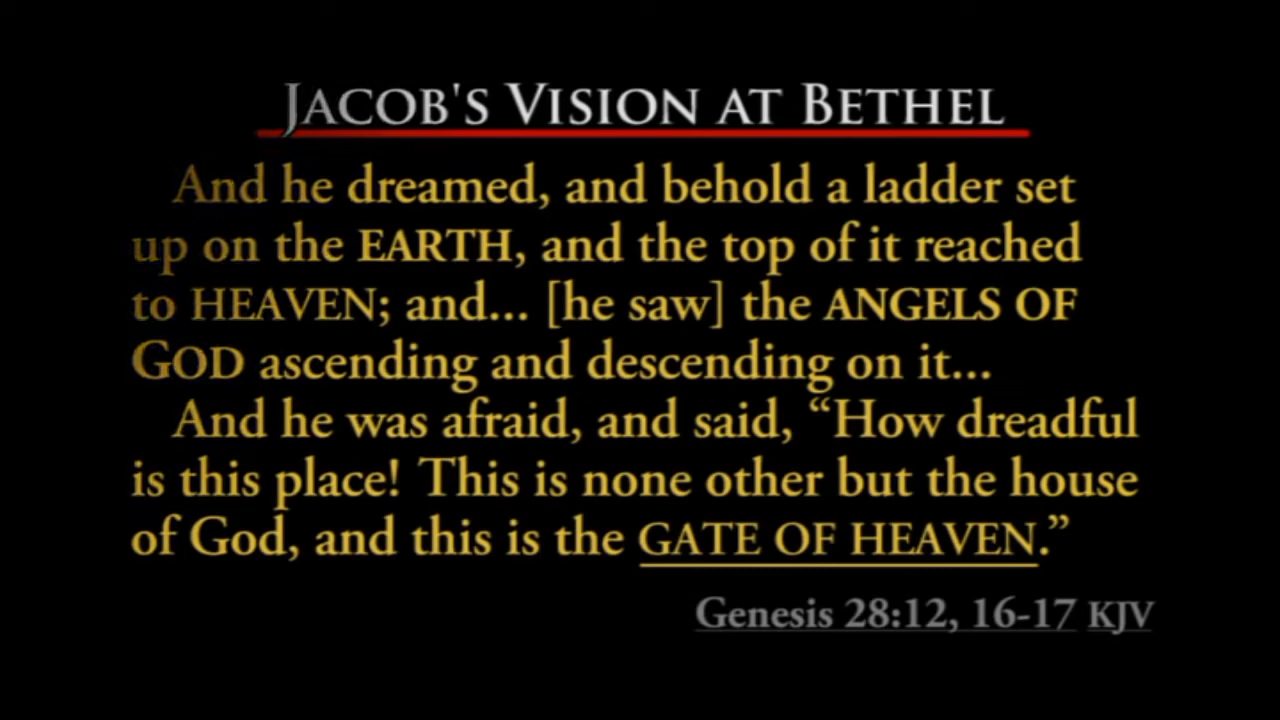 JACOB'S VISION AT BETHEL
And he dreamed, and behold a ladder set
up on the EARTH, and the top of it reached
to HEAVEN; and... [he saw] the ANGELS OF
GOD ascending and descending on it...
And he was afraid, and said, “How dreadful
is this place! This is none other but the house
of God, and this is the GATE OF HEAVEN.”
Genesis 28:12, 16-17 KJV